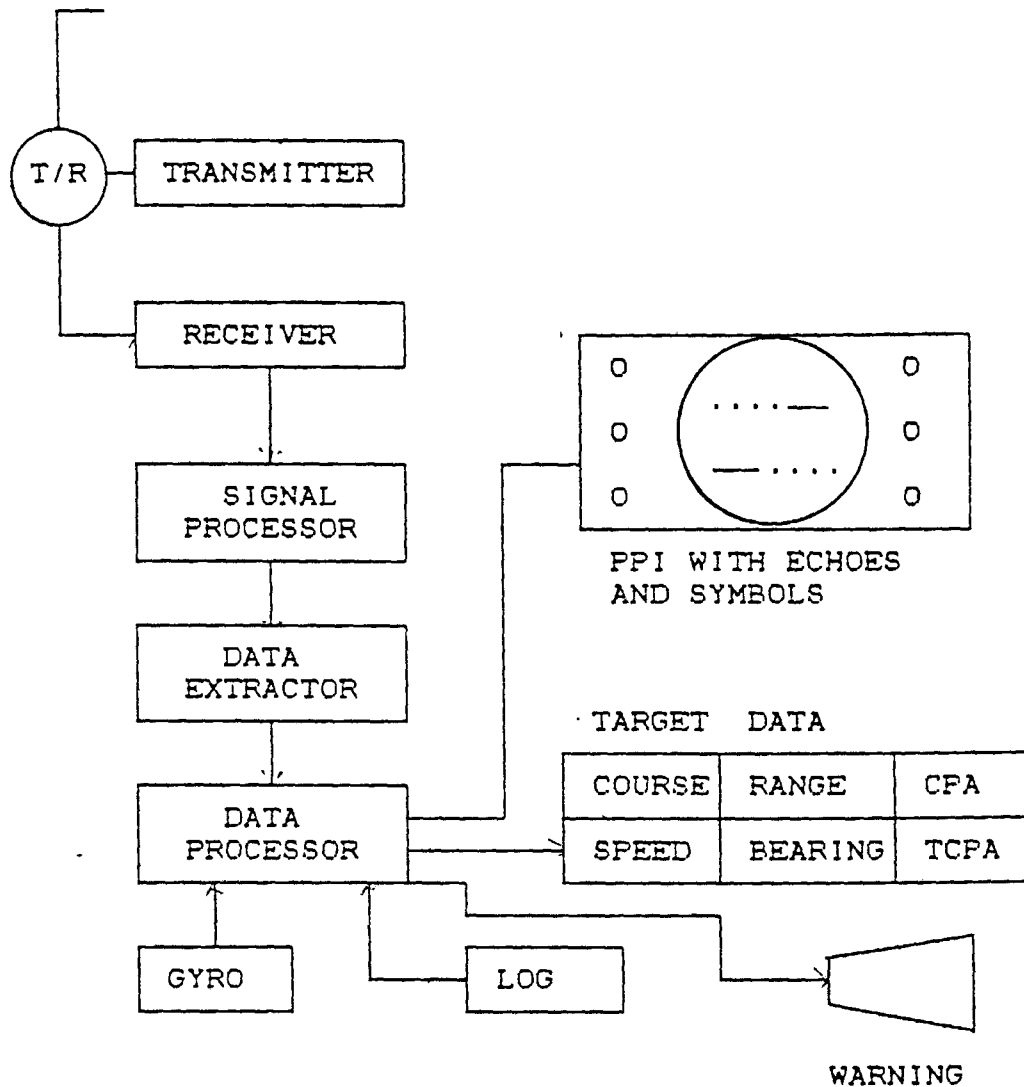 T/R
TRANSMITTER
RECEIVER
SIGNAL
PROCESSOR
PPI WITH ECHOES
AND SYMBOLS
DATA
EXTRACTOR
TARGET DATA
COURSE RANGE CPA
SPEED BEARING TCPA
DATA
PROCESSOR
GYRO
LOG
WARNING